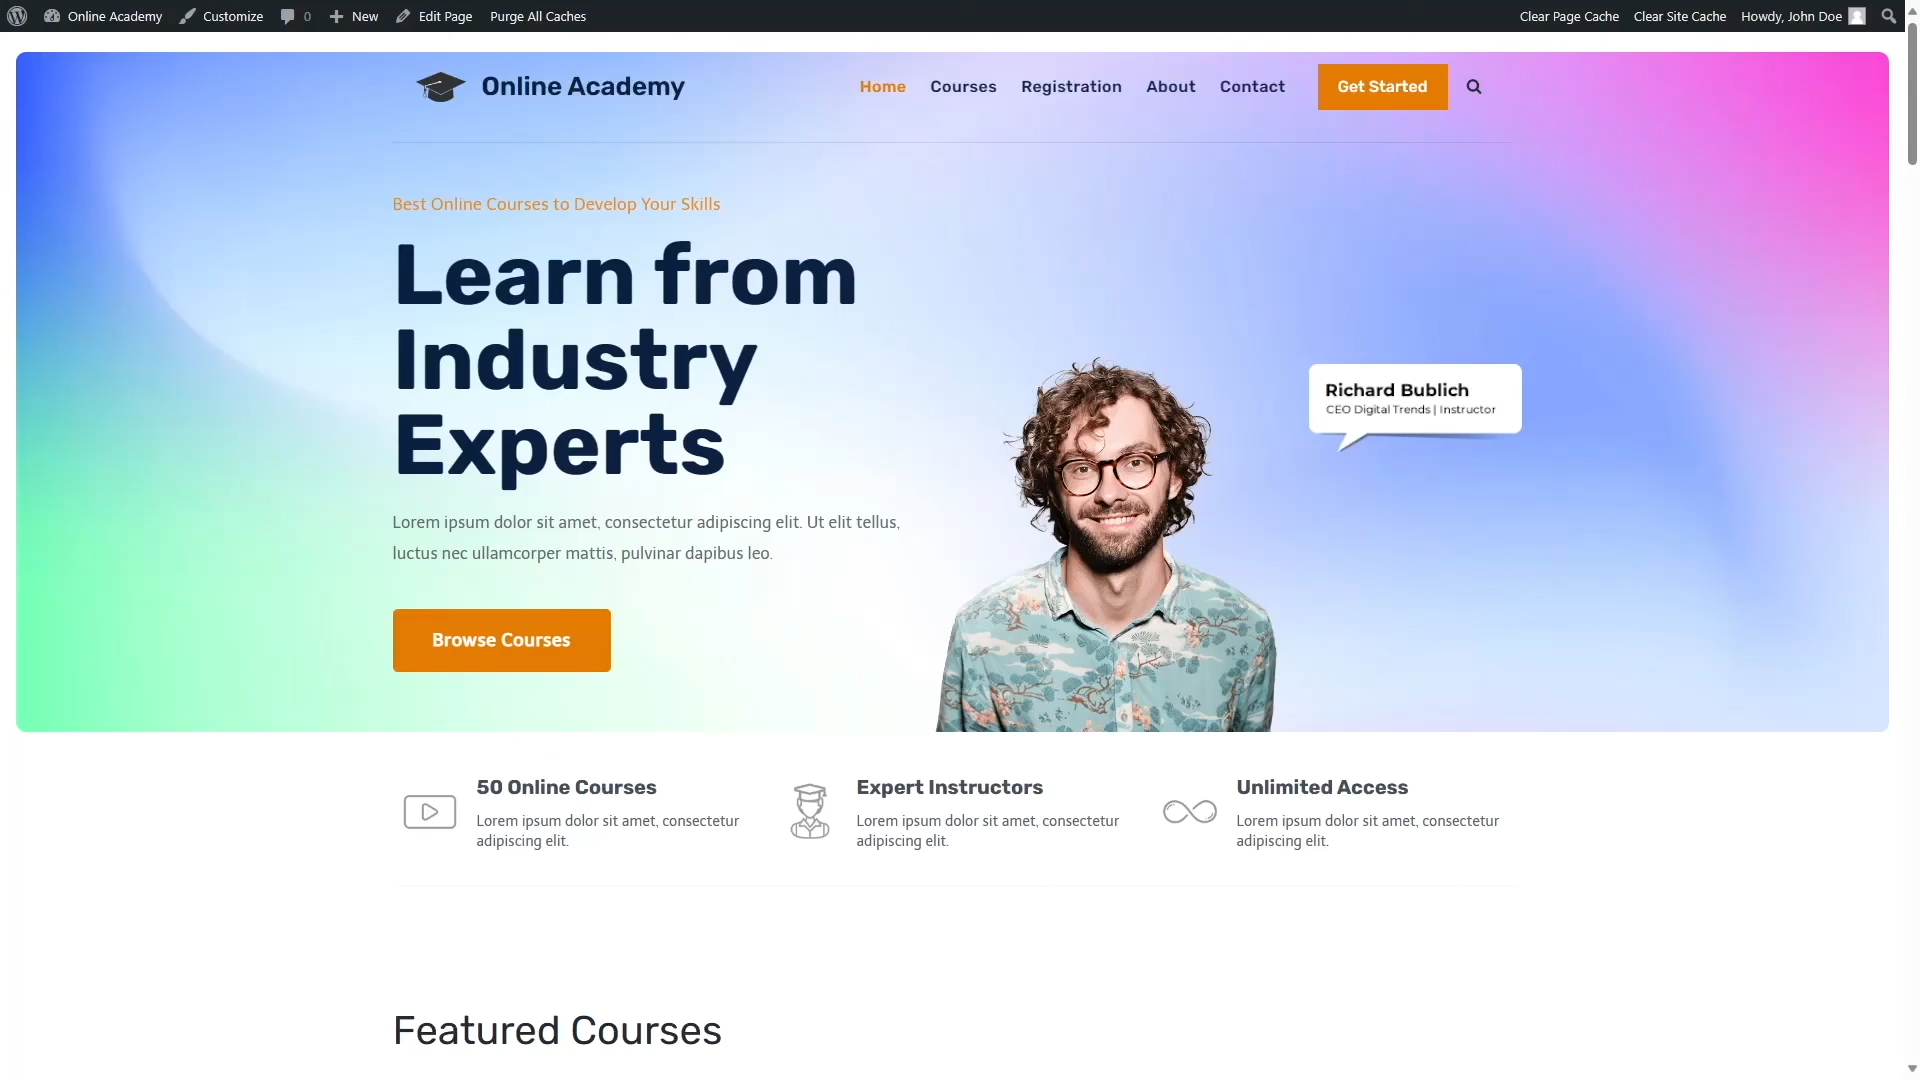 Online Academy Customize 0 New Edit Page Purge All Caches Clear Page Cache Clear Site Cache Howdy, John Doe
Online Academy Home Courses Registration About Contact Get Started
Best Online Courses to Develop Your Skills
Learn from
Industry
Experts
Richard Bublich
CEO Digital Trends | Instructor
Lorem ipsum dolor sit amet, consectetur adipiscing elit. Ut elit tellus,
luctus nec ullamcorper mattis, pulvinar dapibus leo.
Browse Courses
50 Online Courses
Lorem ipsum dolor sit amet, consectetur
adipiscing elit.
Expert Instructors
Lorem ipsum dolor sit amet, consectetur
adipiscing elit.
Unlimited Access
Lorem ipsum dolor sit amet, consectetur
adipiscing elit.
Featured Courses